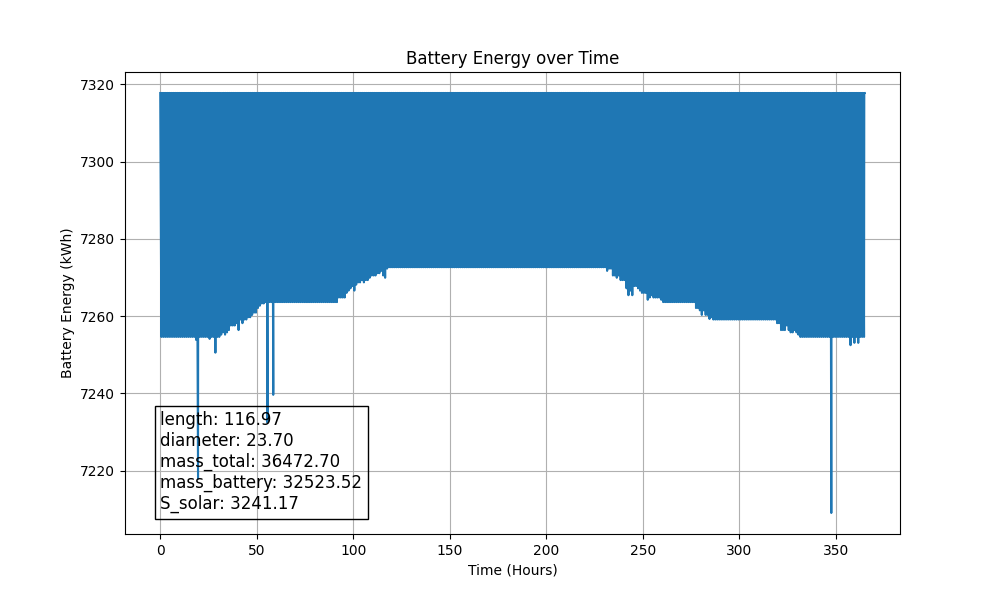 Battery Energy over Time
7320
7300
7280
7260
7240
7220
Battery Energy (kWh)
length: 116.97
diameter: 23.70
mass_total: 36472.70
mass_battery: 32523.52
S_solar: 3241.17
0 50 100 150 200 250 300 350
Time (Hours)